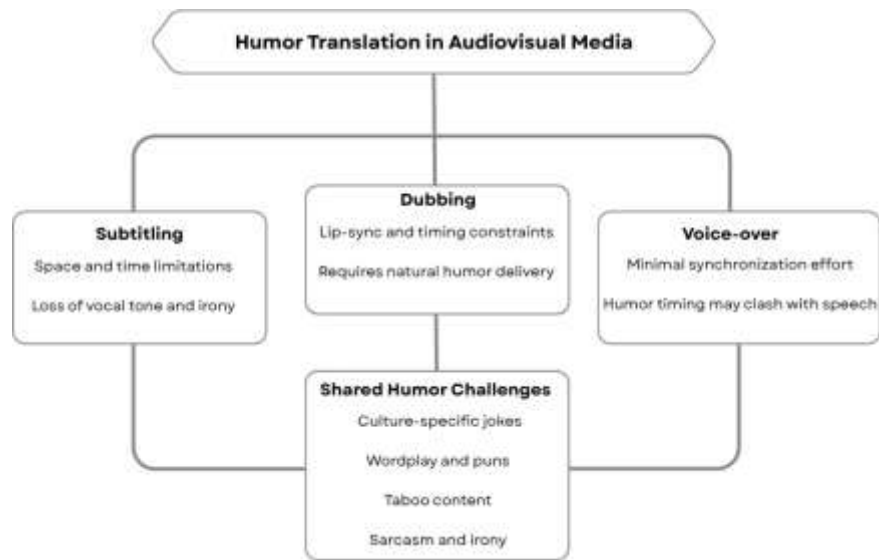 Humor Translation in Audiovisual Media
Subtitling
Space and time limitations
Loss of vocal tone and irony
Dubbing
Lip-sync and timing constraints
Requires natural humor delivery
Voice-over
Minimal synchronization effort
Humor timing may clash with speech
Shared Humor Challenges
Culture-specific jokes
Wordplay and puns
Taboo content
Sarcasm and irony